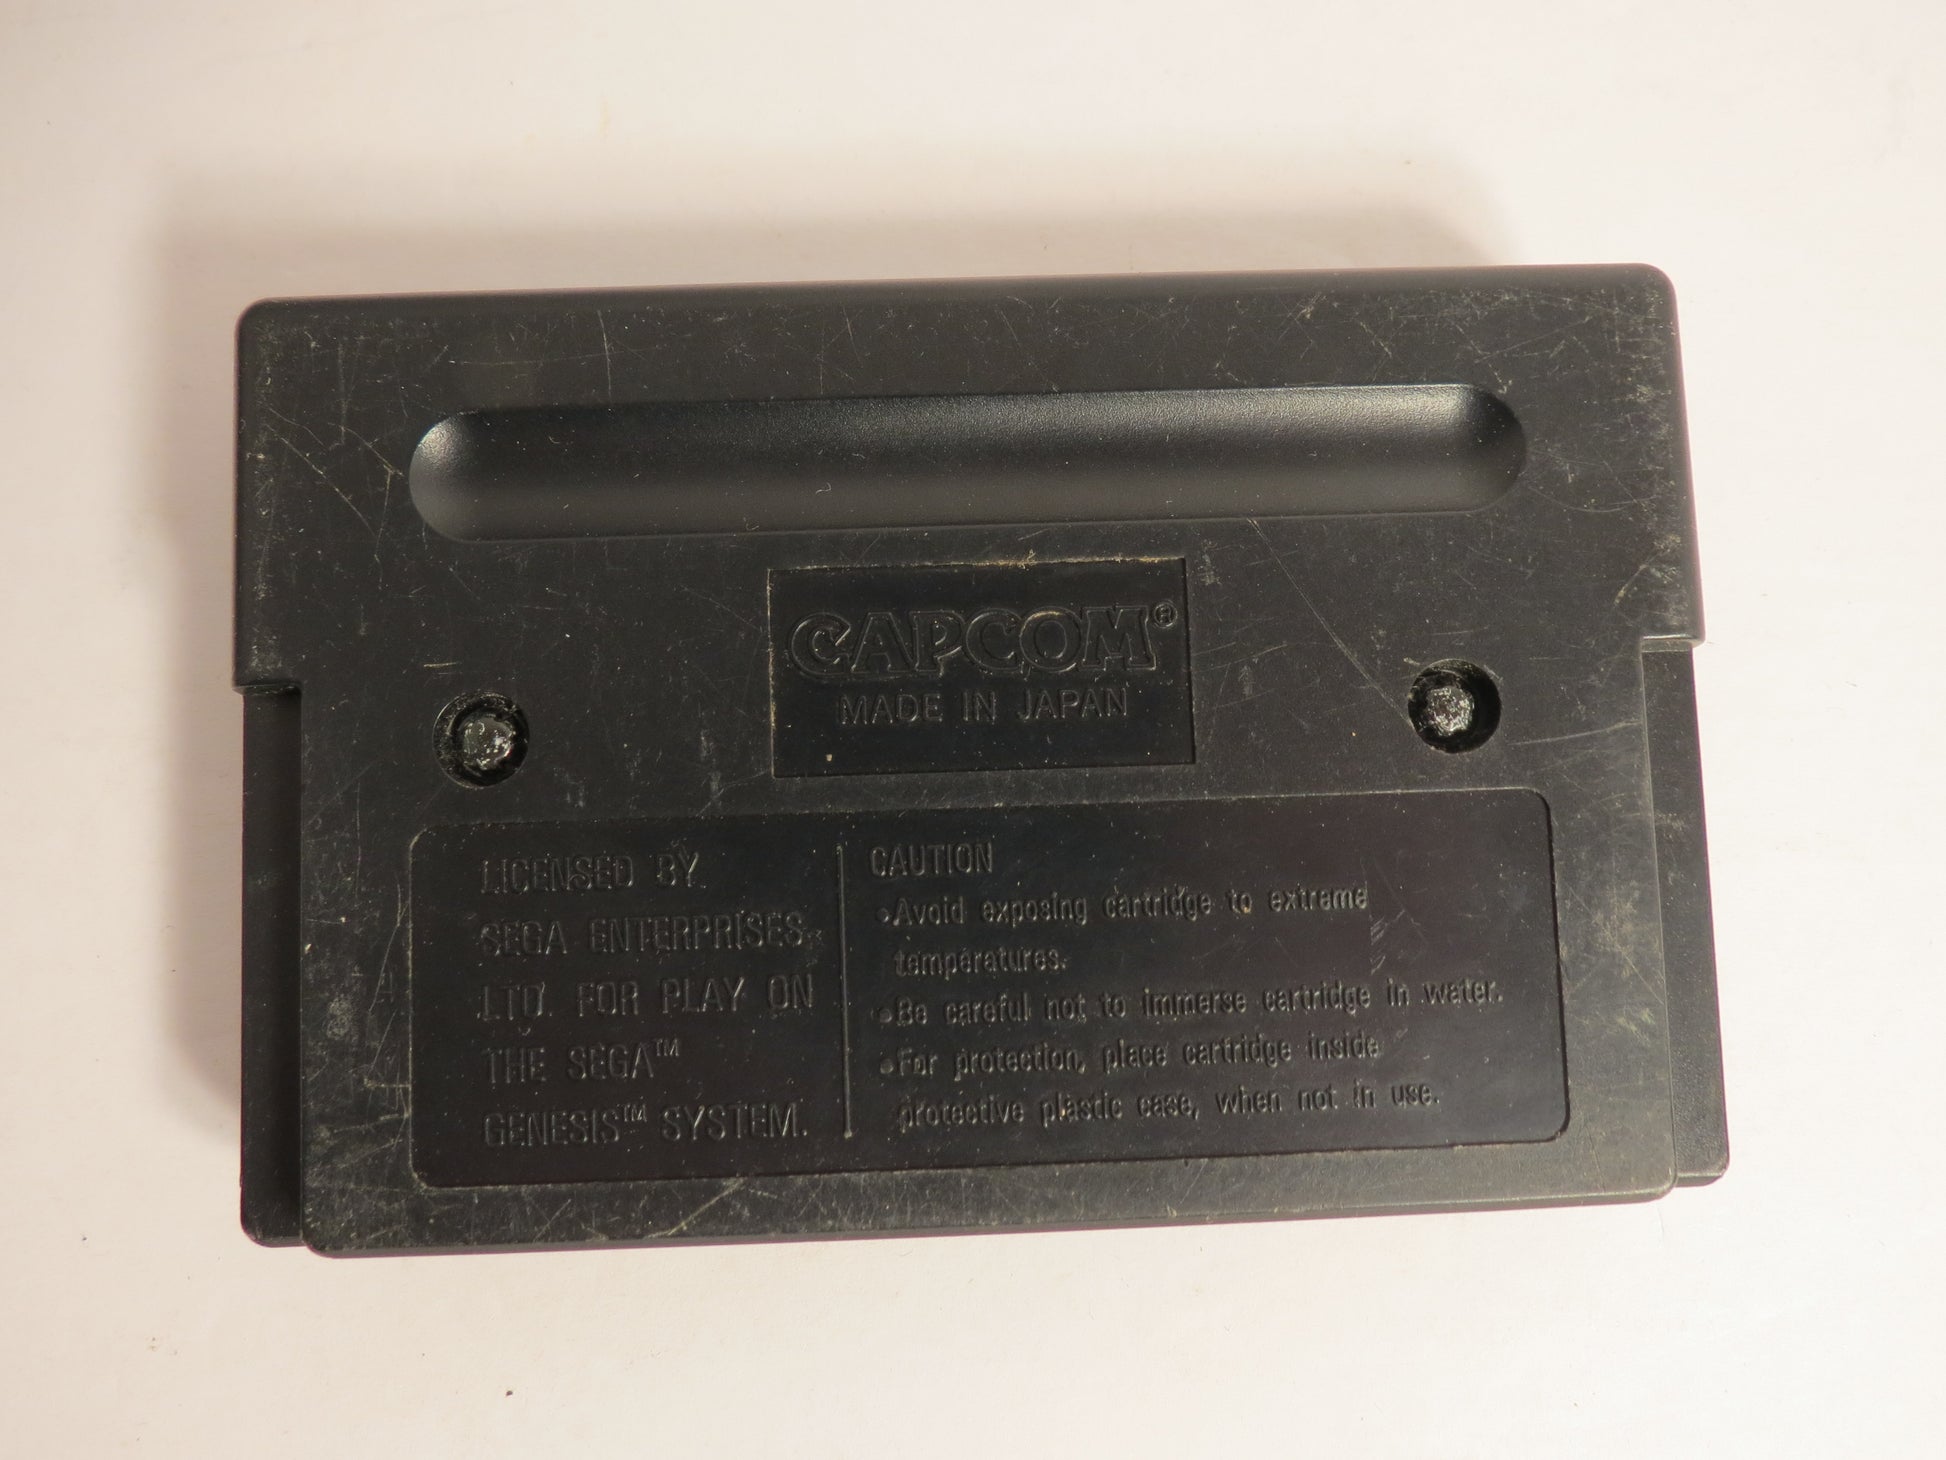 CAPCOM®
MADE IN JAPAN
LICENSED BY
SEGA ENTERPRISES
LTD. FOR PLAY ON
THE SEGA™
GENESIS™ SYSTEM.
CAUTION
•Avoid exposing cartridge to extreme
temperatures.
•Be careful not to immerse cartridge in water.
•For protection, place cartridge inside
protective plastic case, when not in use.